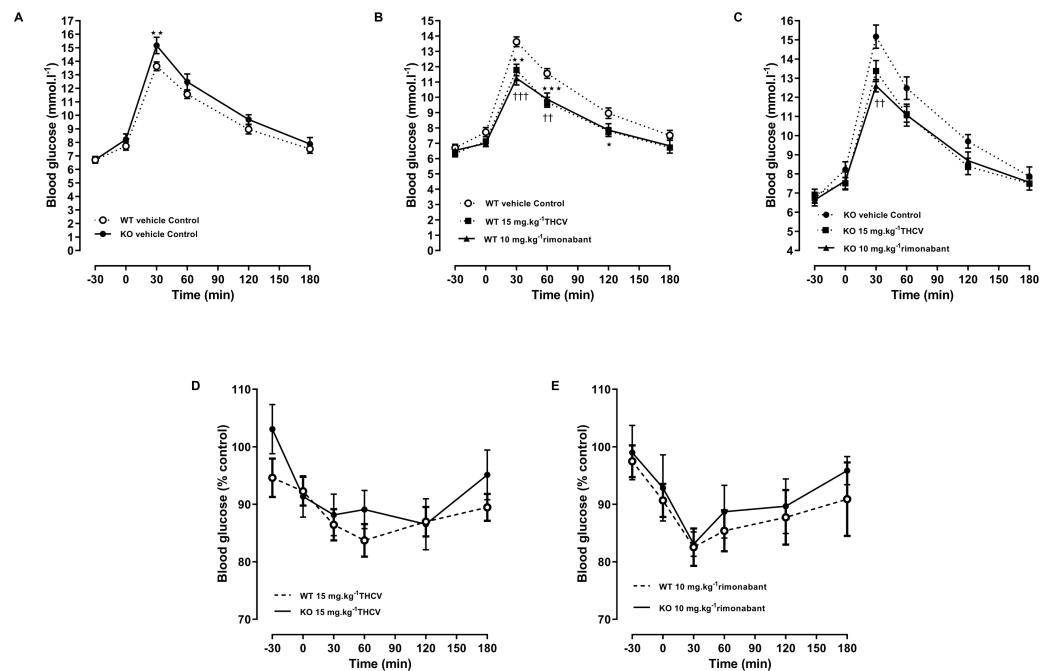 A
Blood glucose (mmol.l-1)
17
16
15
14
13
12
11
10
9
8
7
6
5
4
3
2
1
0
**
WT vehicle Control
KO vehicle Control
-30 0 30 60 90 120 150 180
Time (min)
B
Blood glucose (mmol.l-1)
15
14
13
12
11
10
9
8
7
6
5
4
3
2
1
0
**
***
†††
††
*
WT vehicle Control
WT 15 mg.kg-1THCV
WT 10 mg.kg-1rimonabant
-30 0 30 60 90 120 150 180
Time (min)
C
Blood glucose (mmol.l-1)
16
15
14
13
12
11
10
9
8
7
6
5
4
††
KO vehicle Control
KO 15 mg.kg-1THCV
KO 10 mg.kg-1rimonabant
-30 0 30 60 90 120 150 180
Time (min)
D
Blood glucose (% control)
110
100
90
80
70
WT 15 mg.kg-1THCV
KO 15 mg.kg-1THCV
-30 0 30 60 90 120 150 180
Time (min)
E
Blood glucose (% control)
110
100
90
80
70
WT 10 mg.kg-1rimonabant
KO 10 mg.kg-1rimonabant
-30 0 30 60 90 120 150 180
Time (min)